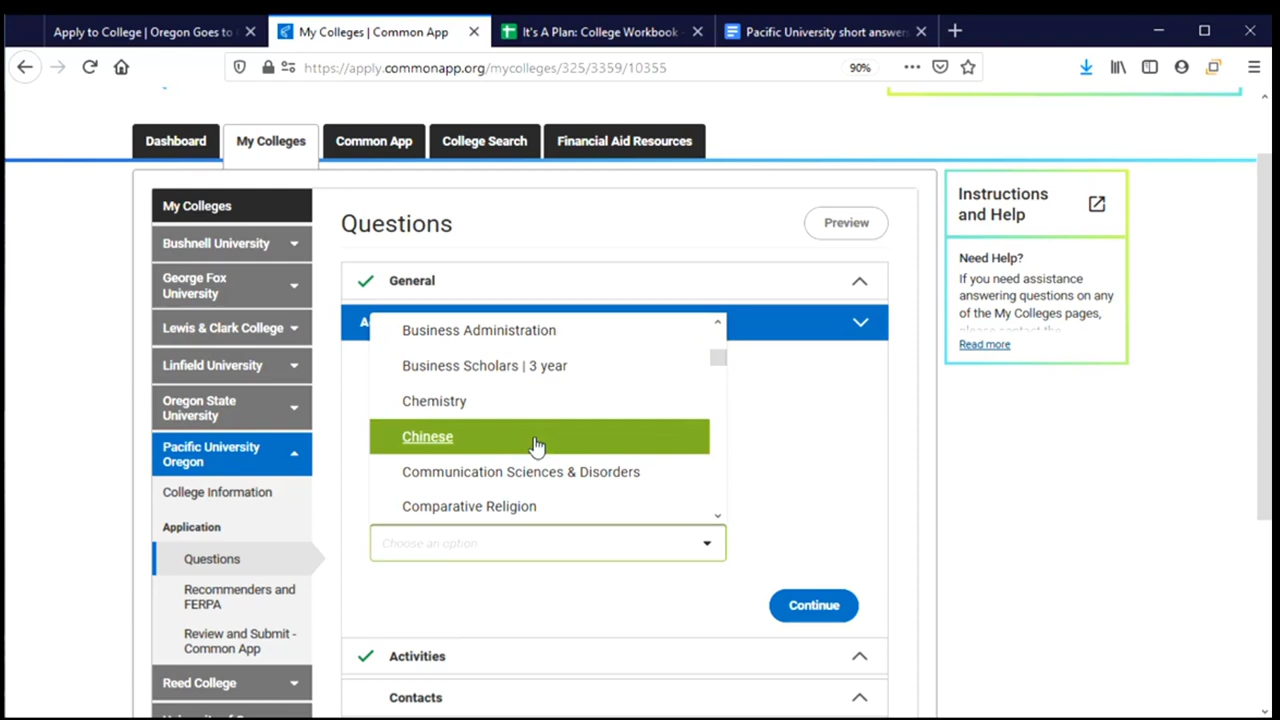 Apply to College | Oregon Goes to
My Colleges | Common App
It's A Plan: College Workbook -
Pacific University short answers
https://apply.commonapp.org/mycolleges/325/3359/10355
90%
Dashboard
My Colleges
Common App
College Search
Financial Aid Resources
My Colleges
Bushnell University
George Fox
University
Lewis & Clark College
Linfield University
Oregon State
University
Pacific University
Oregon
College Information
Application
Questions
Recommenders and
FERPA
Review and Submit -
Common App
Reed College
Questions
Preview
General
A
Business Administration
Business Scholars | 3 year
Chemistry
Chinese
Communication Sciences & Disorders
Comparative Religion
Choose an option
Continue
Activities
Contacts
Instructions
and Help
Need Help?
If you need assistance
answering questions on any
of the My Colleges pages,
please contact the
Read more